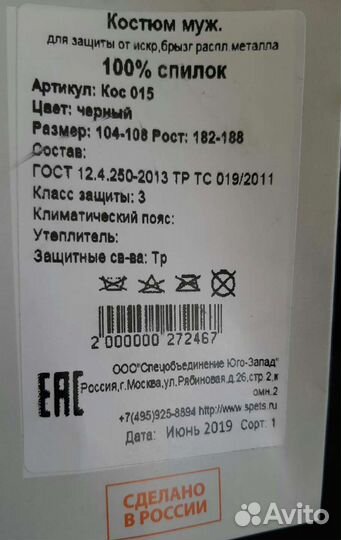 Костюм муж.
для защиты от искр,брызг распл.металла
100% спилок
Артикул: Кос 015
Цвет: черный
Размер: 104-108 Рост: 182-188
Состав:
ГОСТ 12.4.250-2013 ТР ТС 019/2011
Класс защиты: 3
Климатический пояс:
Утеплитель:
Защитные св-ва: Тр
2 000000 272467
ООО"Спецобъединение Юго-Запад"
EAC Россия,г.Москва,ул.Рябиновая,д.26,стр.2,к
омн.2
+7(495)925-8894 http://www.spets.ru
Дата: Июнь 2019 Сорт: 1
СДЕЛАНО
В РОССИИ
Avito